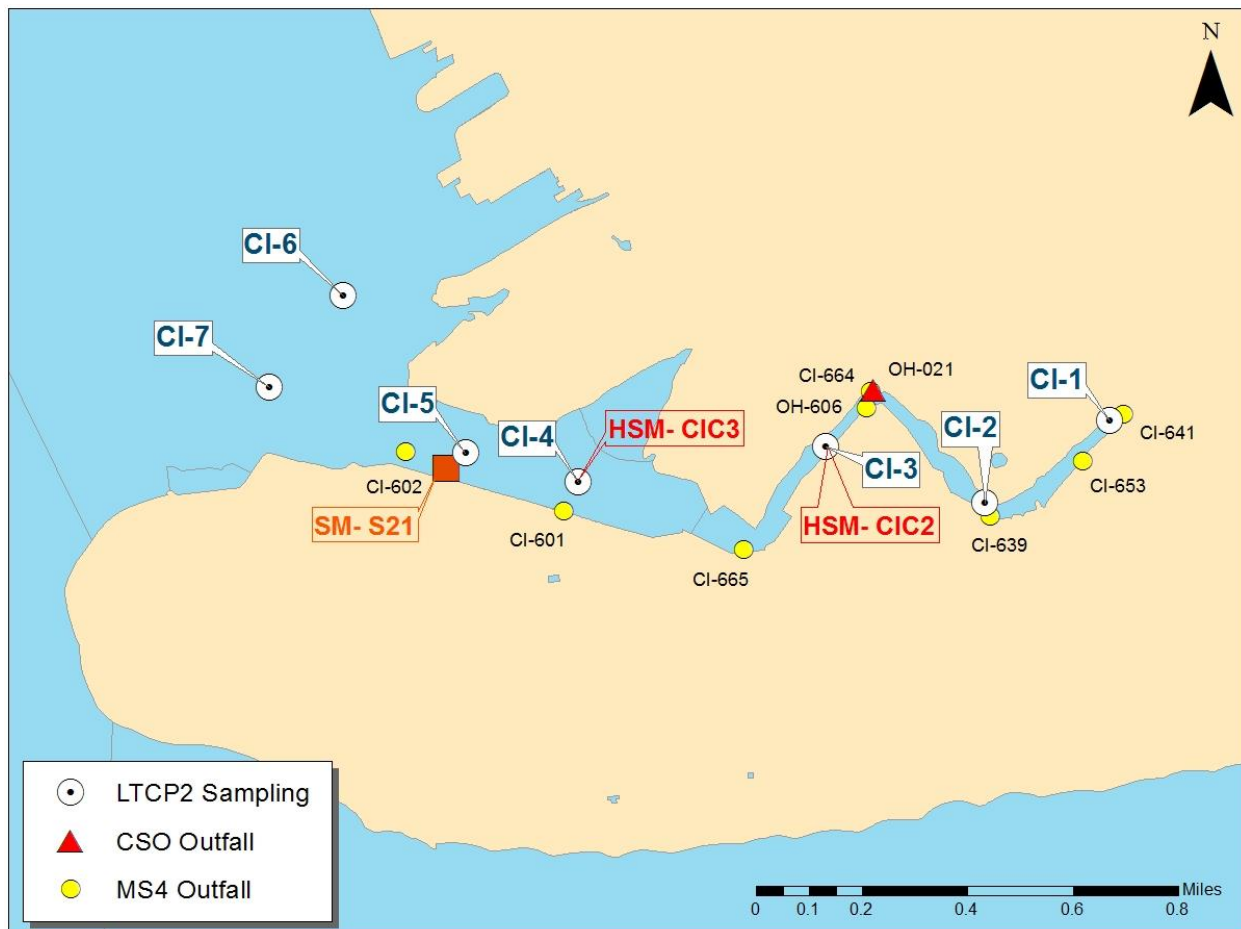 N
CI-6
CI-7
CI-664
OH-021
CI-1
OH-606
CI-5
CI-4
HSM- CIC3
CI-2
CI-641
CI-3
CI-602
CI-653
SM- S21
HSM- CIC2
CI-601
CI-639
CI-665
LTCP2 Sampling
CSO Outfall
MS4 Outfall
Miles
0 0.1 0.2 0.4 0.6 0.8